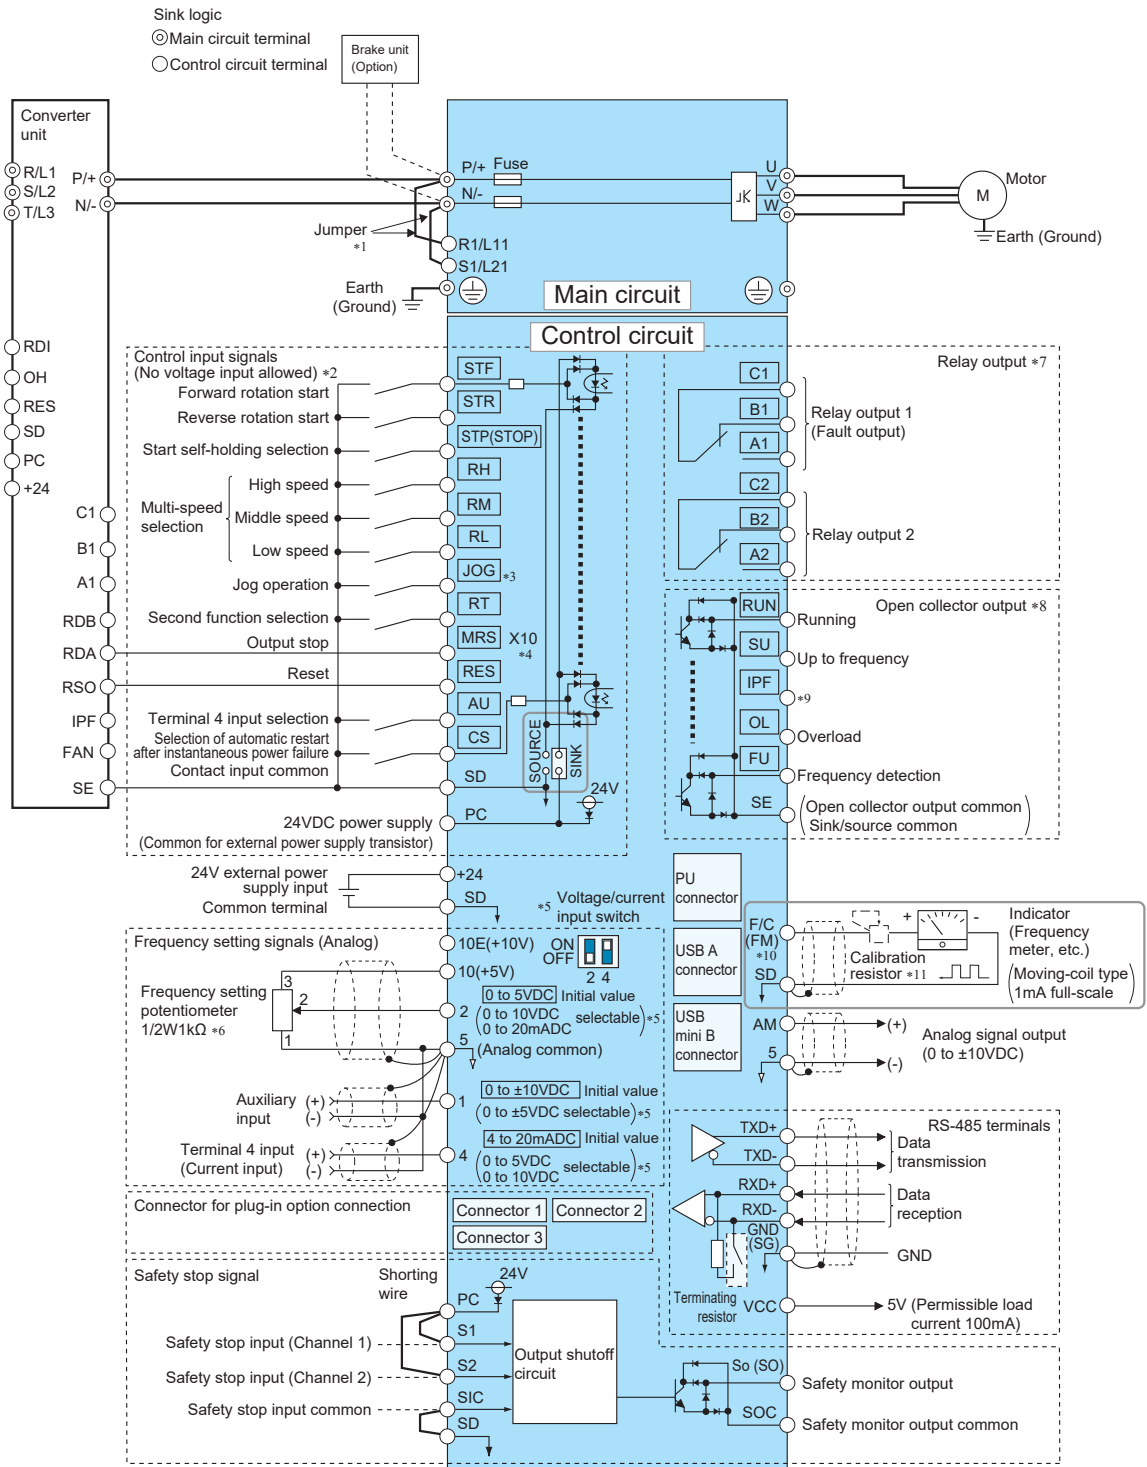 Sink logic
Main circuit terminal
Control circuit terminal
Brake unit
(Option)
Converter
unit
R/L1
S/L2
T/L3
P/+
N/-
P/+
Fuse
N/-
Jumper
*1
R1/L11
S1/L21
Earth
(Ground)
U
V
W
M
Motor
Earth (Ground)
Main circuit
Control circuit
RDI
OH
RES
SD
PC
+24
C1
B1
A1
RDB
RDA
RSO
IPF
FAN
SE
Control input signals
(No voltage input allowed) *2
Forward rotation start
Reverse rotation start
Start self-holding selection
Multi-speed
selection
High speed
Middle speed
Low speed
Jog operation
Second function selection
Output stop
Reset
Terminal 4 input selection
Selection of automatic restart
after instantaneous power failure
Contact input common
24VDC power supply
(Common for external power supply transistor)
STF
STR
STP(STOP)
RH
RM
RL
JOG *3
RT
MRS X10
*4
RES
AU
CS
SD
PC
SOURCE
SINK
24V
Relay output *7
C1
B1
A1
Relay output 1
(Fault output)
C2
B2
A2
Relay output 2
Open collector output *8
RUN
Running
SU
Up to frequency
IPF
*9
OL
Overload
FU
Frequency detection
SE
(Open collector output common
Sink/source common)
24V external power
supply input
Common terminal
+24
SD
*5 Voltage/current
input switch
ON
OFF
2 4
PU
connector
USB A
connector
USB
mini B
connector
Frequency setting signals (Analog)
Frequency setting
potentiometer
1/2W1kΩ *6
3
2
1
10E(+10V)
10(+5V)
2
0 to 5VDC Initial value
(0 to 10VDC
0 to 20mADC selectable)*5
5
(Analog common)
Auxiliary
input
(+)
(-)
1
0 to ±10VDC Initial value
(0 to ±5VDC selectable)*5
Terminal 4 input
(Current input)
(+)
(-)
4
4 to 20mADC Initial value
(0 to 5VDC
0 to 10VDC selectable)*5
F/C
(FM)
*10
SD
+
-
Indicator
(Frequency
meter, etc.)
Calibration
resistor *11
(Moving-coil type
1mA full-scale)
AM
5
(+)
(-)
Analog signal output
(0 to ±10VDC)
RS-485 terminals
TXD+
TXD-
Data
transmission
RXD+
RXD-
Data
reception
GND
(SG)
GND
Terminating
resistor
VCC
5V (Permissible load
current 100mA)
Connector for plug-in option connection
Connector 1
Connector 2
Connector 3
Safety stop signal
Shorting
wire
24V
PC
S1
S2
SIC
SD
Safety stop input (Channel 1)
Safety stop input (Channel 2)
Safety stop input common
Output shutoff
circuit
So (SO)
SOC
Safety monitor output
Safety monitor output common